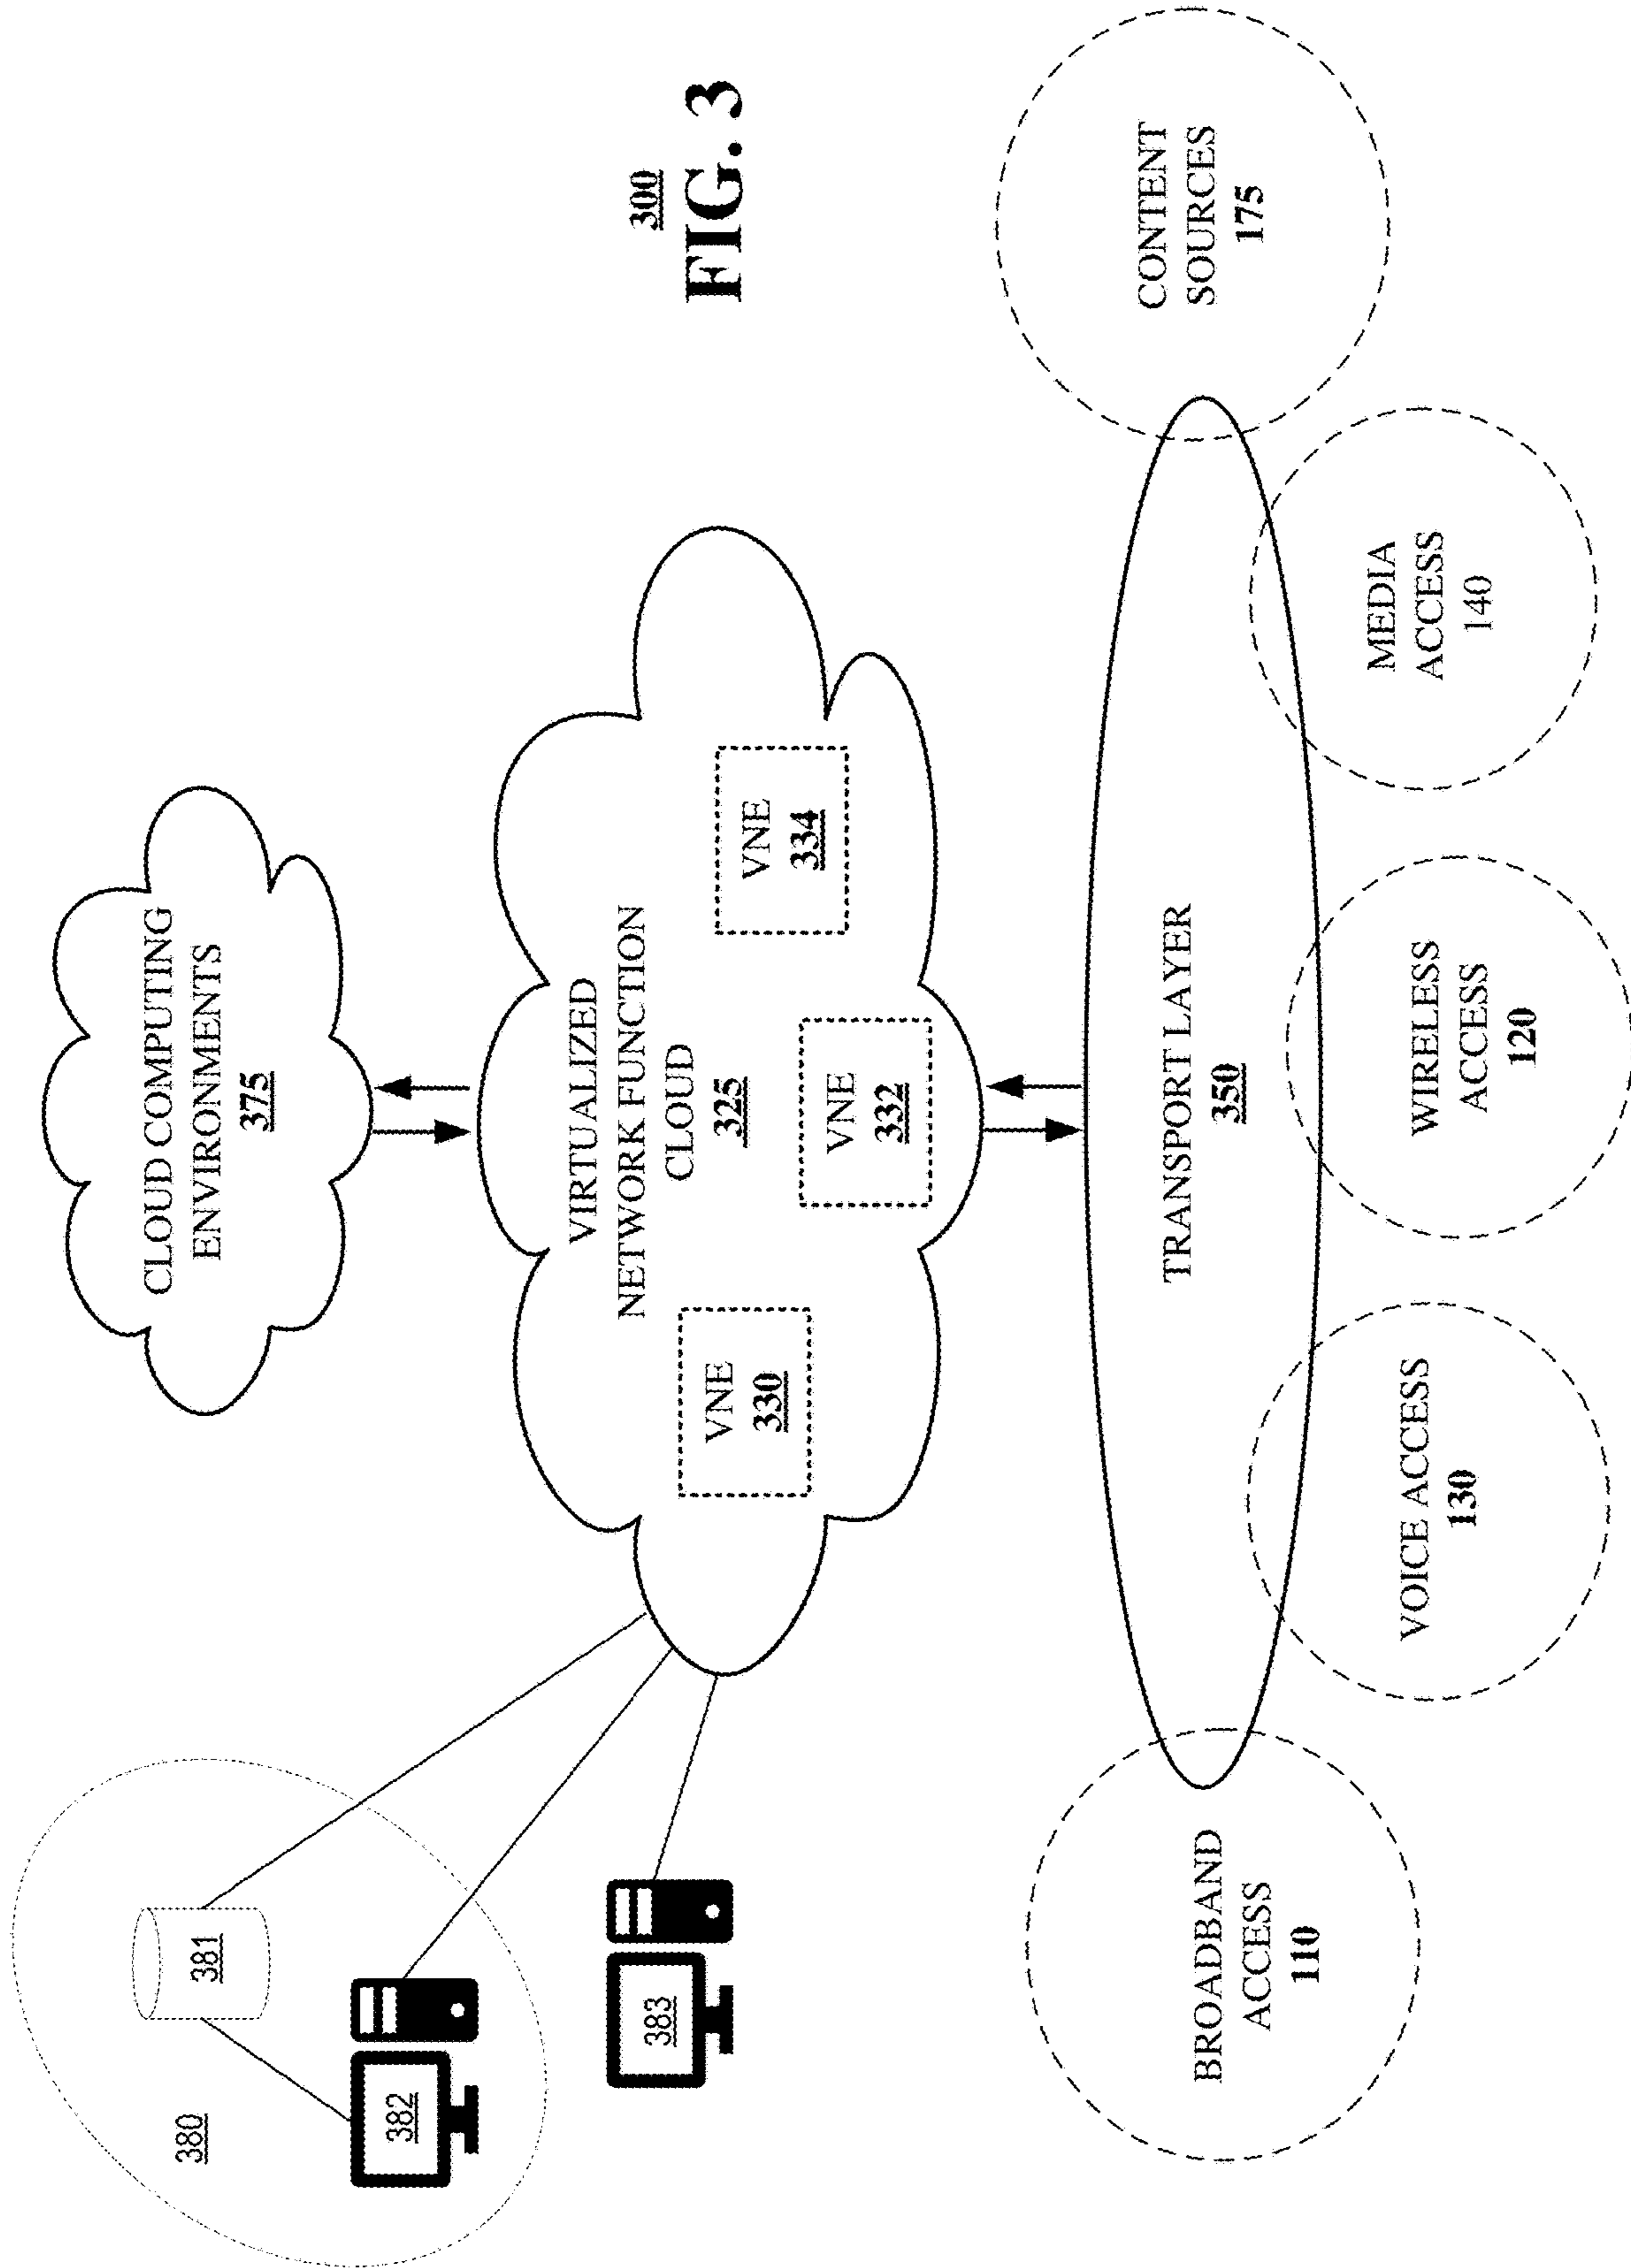 CLOUD COMPUTING
ENVIRONMENTS
375
380
381
382
383
VIRTUALIZED
NETWORK FUNCTION
CLOUD
325
VNE
330
VNE
332
VNE
334
300
FIG. 3
TRANSPORT LAYER
350
BROADBAND
ACCESS
110
VOICE ACCESS
130
WIRELESS
ACCESS
120
MEDIA
ACCESS
140
CONTENT
SOURCES
175